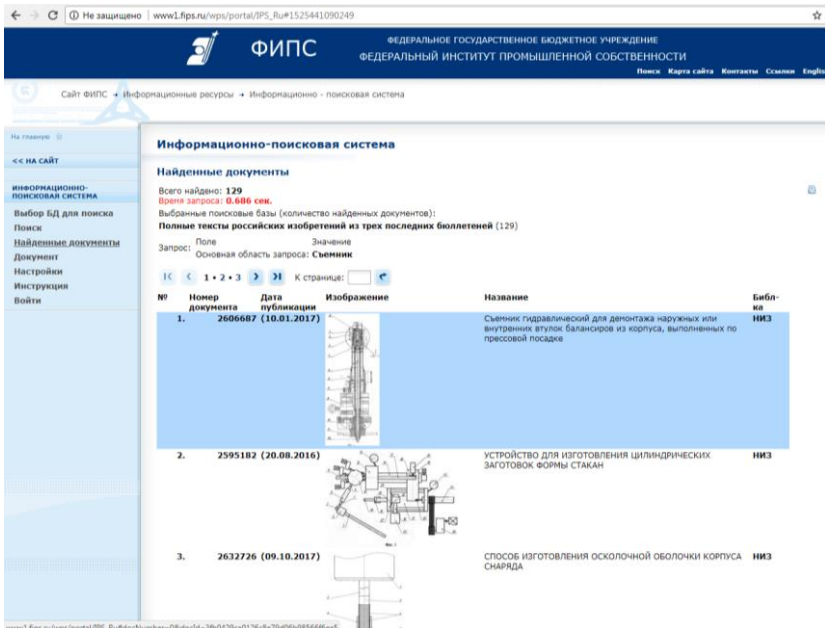 Не защищено | www1.fips.ru/wps/portal/IPS_Ru#1525441090249
ФИПС
ФЕДЕРАЛЬНОЕ ГОСУДАРСТВЕННОЕ БЮДЖЕТНОЕ УЧРЕЖДЕНИЕ
ФЕДЕРАЛЬНЫЙ ИНСТИТУТ ПРОМЫШЛЕННОЙ СОБСТВЕННОСТИ
Поиск Карта сайта Контакты Ссылки Englis
Сайт ФИПС → Информационные ресурсы → Информационно - поисковая система
На главную
<< НА САЙТ
ИНФОРМАЦИОННО-
ПОИСКОВАЯ СИСТЕМА
Выбор БД для поиска
Поиск
Найденные документы
Документ
Настройки
Инструкция
Войти
Информационно-поисковая система
Найденные документы
Всего найдено: 129
Время запроса: 0.686 сек.
Выбранные поисковые базы (количество найденных документов):
Полные тексты российских изобретений из трех последних бюллетеней (129)
Запрос: Поле Значение
Основная область запроса: Съемник
1 • 2 • 3 К странице:
№ Номер документа Дата публикации Изображение Название Библ-ка
1. 2606687 (10.01.2017) Съемник гидравлический для демонтажа наружных или
внутренних втулок балансиров из корпуса, выполненных по
прессовой посадке НИЗ
2. 2595182 (20.08.2016) УСТРОЙСТВО ДЛЯ ИЗГОТОВЛЕНИЯ ЦИЛИНДРИЧЕСКИХ
ЗАГОТОВОК ФОРМЫ СТАКАН НИЗ
3. 2632726 (09.10.2017) СПОСОБ ИЗГОТОВЛЕНИЯ ОСКОЛОЧНОЙ ОБОЛОЧКИ КОРПУСА
СНАРЯДА НИЗ